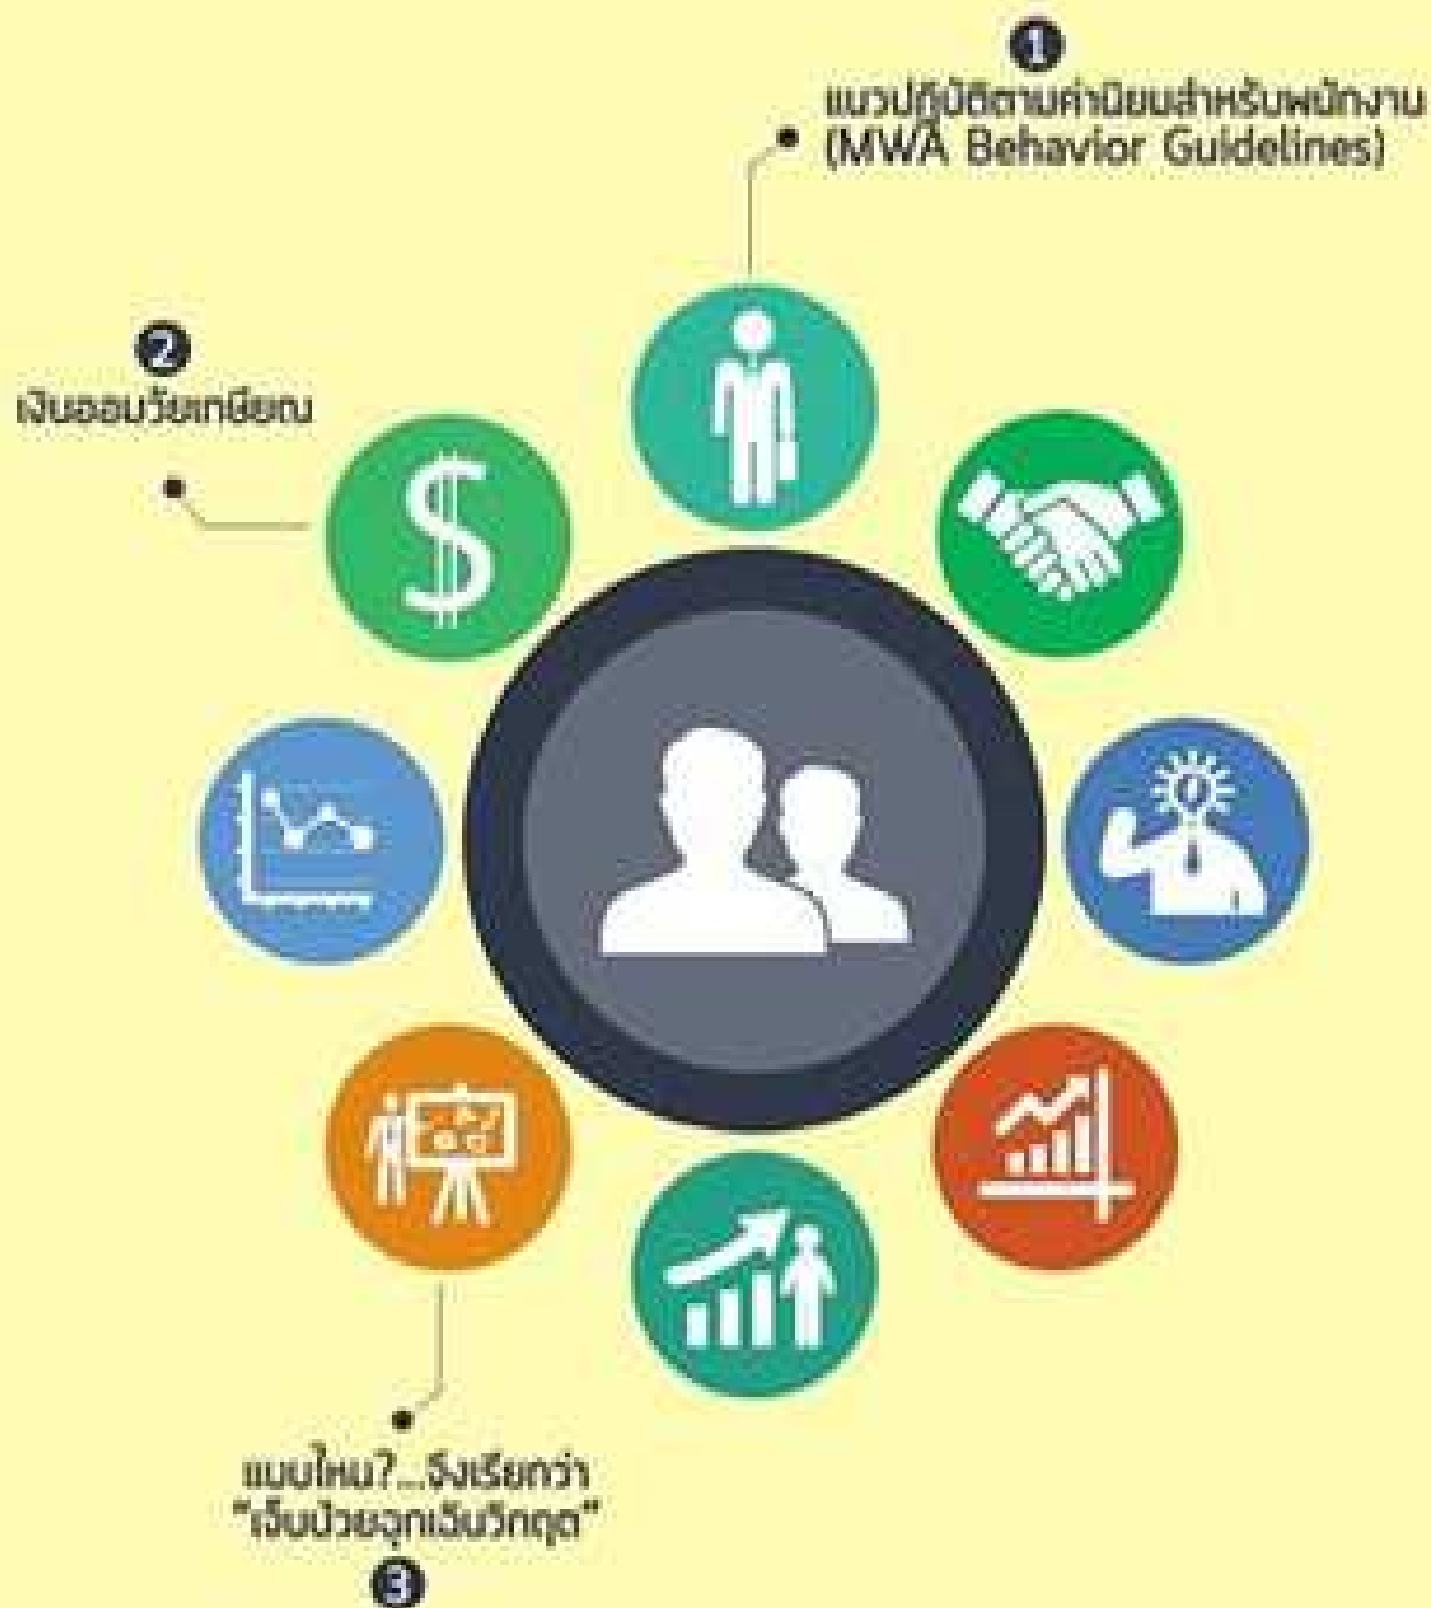 1
แนวปฏิบัติตามค่านิยมสำหรับพนักงาน
(MWA Behavior Guidelines)
2
เงินออมวัยเกษียณ
แบบไหน?...จึงเรียกว่า
"เจ็บป่วยฉุกเฉินวิกฤต"
3